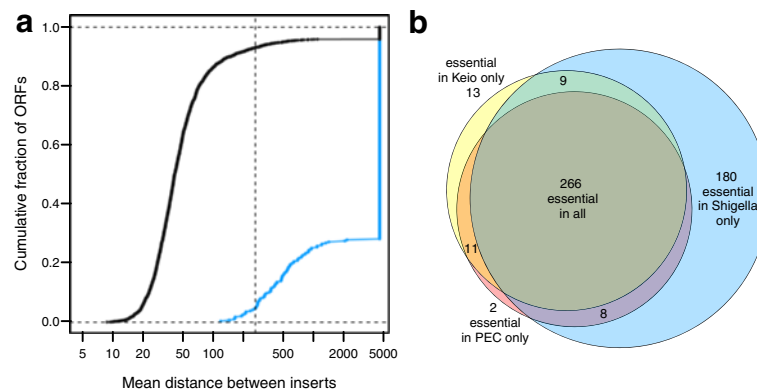 a
1.0
0.8
0.6
0.4
0.2
0.0
Cumulative fraction of ORFs
5 10 20 50 100 500 2000 5000
Mean distance between inserts
b
essential
in Keio only
13
9
266
essential
in all
180
essential
in Shigella
only
11
2
essential
in PEC only
8